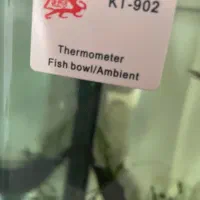 KT-902
Thermometer
Fish bowl/Ambient